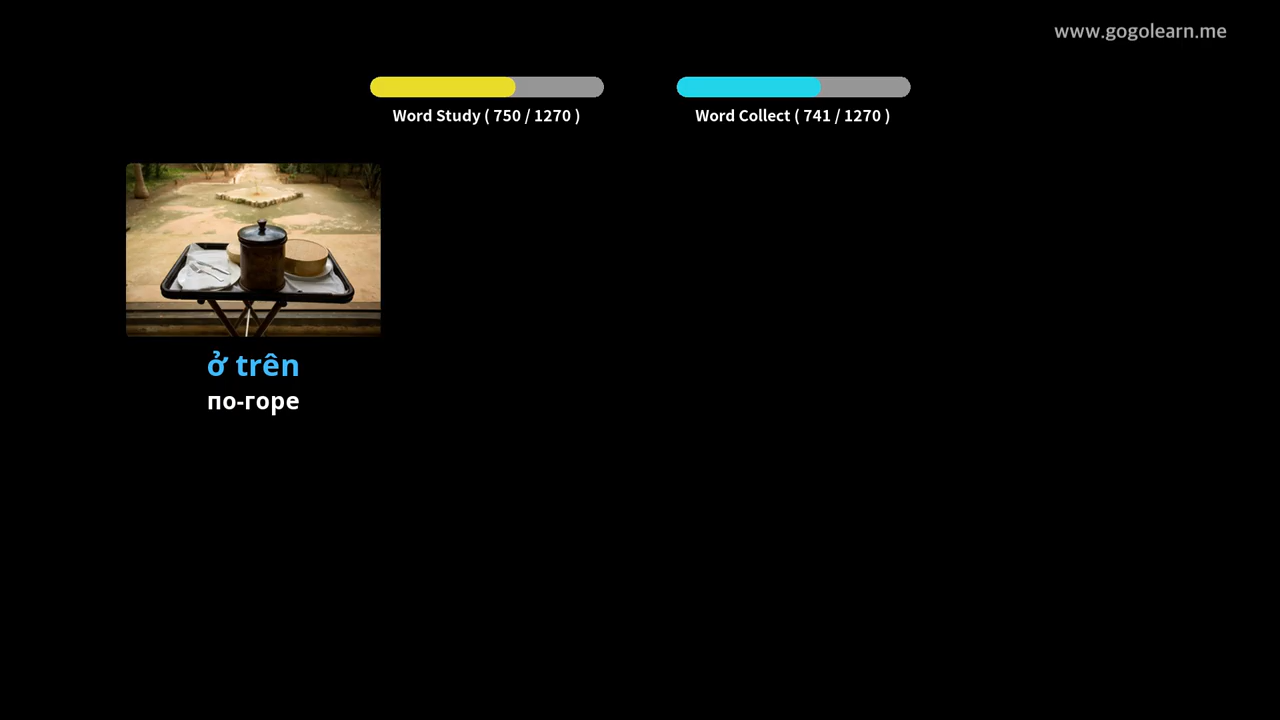 www.gogolearn.me
Word Study ( 750 / 1270 )
Word Collect ( 741 / 1270 )
ở trên
по-горе